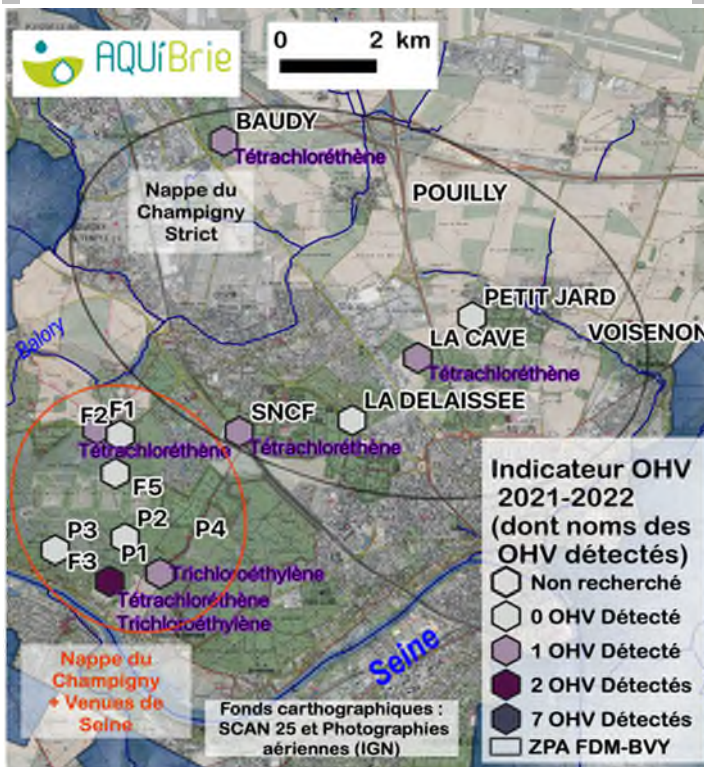 AQUiBrie
0 2 km
BAUDY
Tétrachloréthène
Nappe du
Champigny
Strict
POUILLY
PETIT JARD
VOISENON
LA CAVE
Tétrachloréthène
Balory
LA DELAISSEE
SNCF
Tétrachloréthène
F2
F1
Tétrachloréthène
F5
P3
F3
P2
P1
P4
Trichloroéthylène
Tétrachloréthène
Trichloroéthylène
Seine
Nappe du
Champigny
+ Venues de
Seine
Fonds carthographiques :
SCAN 25 et Photographies
aériennes (IGN)
Indicateur OHV
2021-2022
(dont noms des
OHV détectés)
Non recherché
0 OHV Détecté
1 OHV Détecté
2 OHV Détectés
7 OHV Détectés
ZPA FDM-BVY